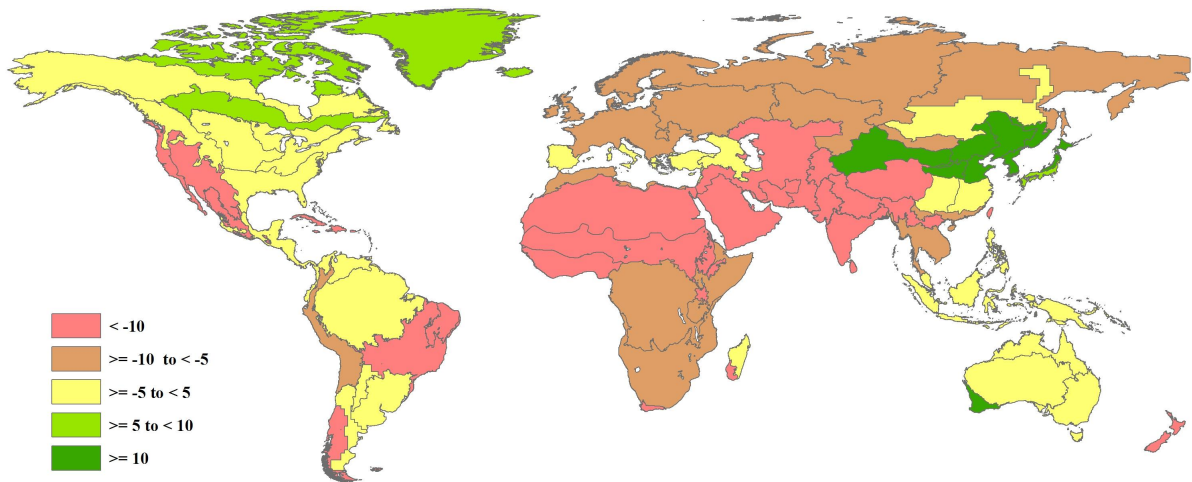 < -10
>= -10 to < -5
>= -5 to < 5
>= 5 to < 10
>= 10